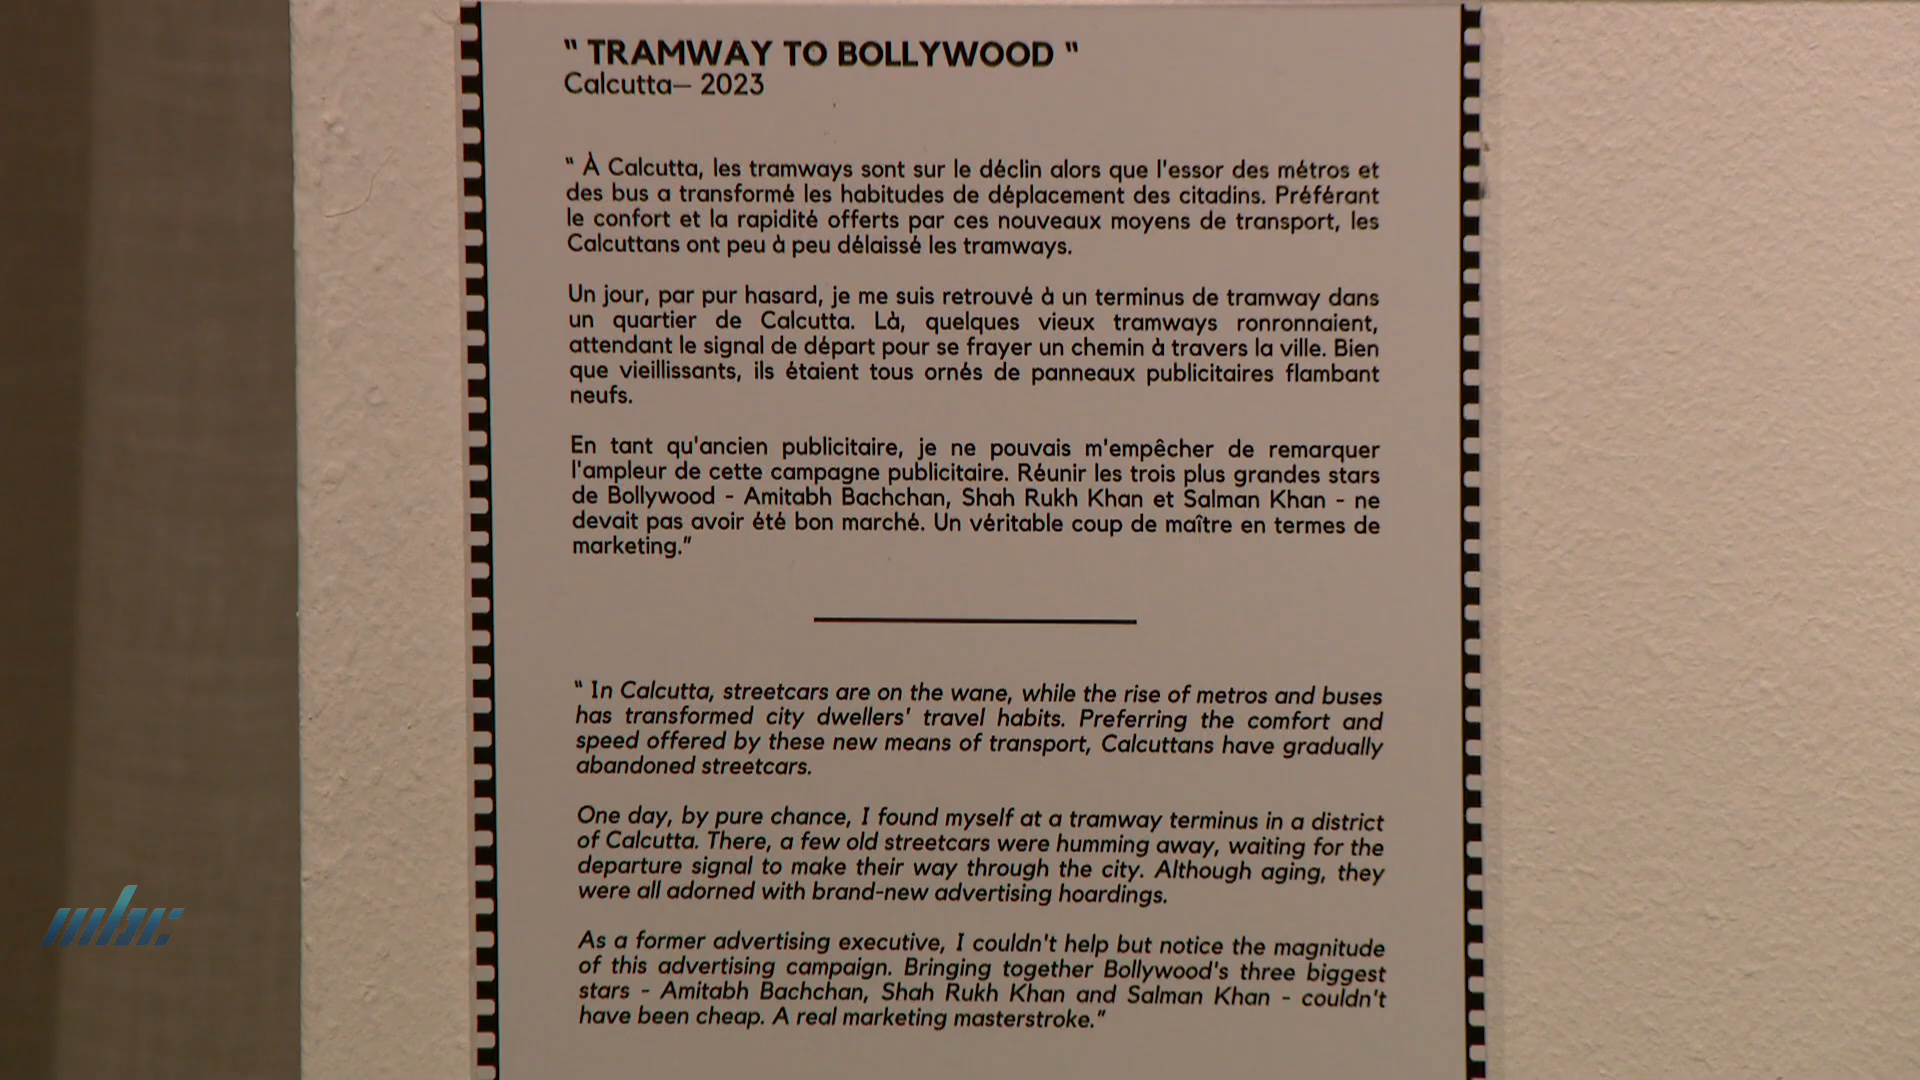 " TRAMWAY TO BOLLYWOOD "
Calcutta– 2023
" À Calcutta, les tramways sont sur le déclin alors que l'essor des métros et
des bus a transformé les habitudes de déplacement des citadins. Préférant
le confort et la rapidité offerts par ces nouveaux moyens de transport, les
Calcuttans ont peu à peu délaissé les tramways.
Un jour, par pur hasard, je me suis retrouvé à un terminus de tramway dans
un quartier de Calcutta. Là, quelques vieux tramways ronronnaient,
attendant le signal de départ pour se frayer un chemin à travers la ville. Bien
que vieillissants, ils étaient tous ornés de panneaux publicitaires flambant
neufs.
En tant qu'ancien publicitaire, je ne pouvais m'empêcher de remarquer
l'ampleur de cette campagne publicitaire. Réunir les trois plus grandes stars
de Bollywood - Amitabh Bachchan, Shah Rukh Khan et Salman Khan - ne
devait pas avoir été bon marché. Un véritable coup de maître en termes de
marketing."
" In Calcutta, streetcars are on the wane, while the rise of metros and buses
has transformed city dwellers' travel habits. Preferring the comfort and
speed offered by these new means of transport, Calcuttans have gradually
abandoned streetcars.
One day, by pure chance, I found myself at a tramway terminus in a district
of Calcutta. There, a few old streetcars were humming away, waiting for the
departure signal to make their way through the city. Although aging, they
were all adorned with brand-new advertising hoardings.
As a former advertising executive, I couldn't help but notice the magnitude
of this advertising campaign. Bringing together Bollywood's three biggest
stars - Amitabh Bachchan, Shah Rukh Khan and Salman Khan - couldn't
have been cheap. A real marketing masterstroke."
mbc